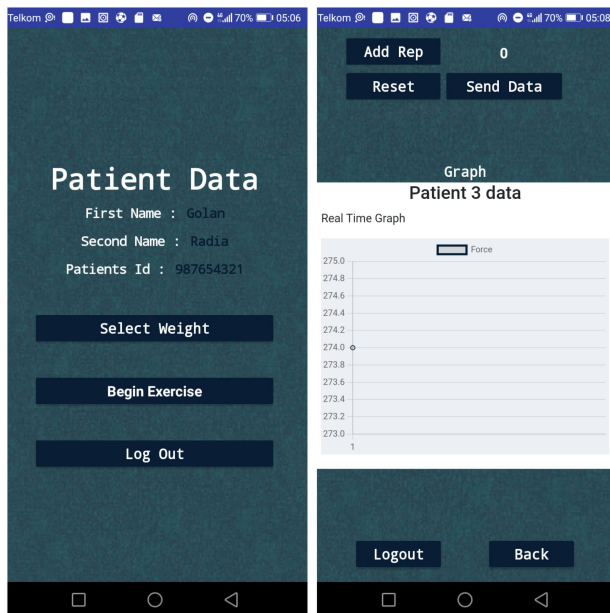 Telkom 70% 05:06
Patient Data
First Name : Golan
Second Name : Radia
Patients Id : 987654321
Select Weight
Begin Exercise
Log Out
Telkom 70% 05:08
Add Rep 0
Reset Send Data
Graph
Patient 3 data
Real Time Graph
Force
275.0
274.8
274.6
274.4
274.2
274.0
273.8
273.6
273.4
273.2
273.0
1
Logout Back